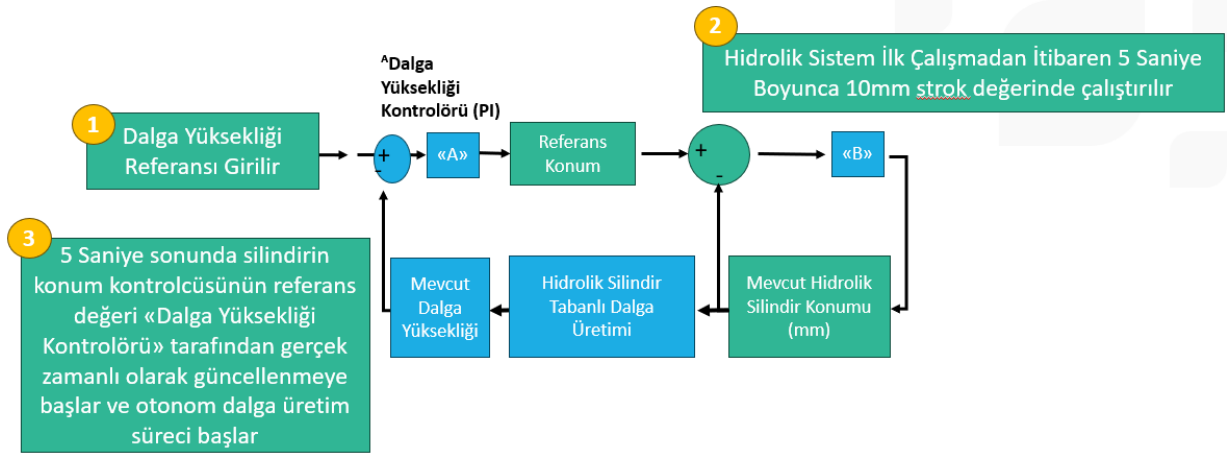 2
Hidrolik Sistem İlk Çalışmadan İtibaren 5 Saniye
Boyunca 10mm strok değerinde çalıştırılır
ᴬDalga
Yüksekliği
Kontrolörü (PI)
1
Dalga Yüksekliği
Referansı Girilir
+
-
«A»
Referans
Konum
+
-
«B»
3
5 Saniye sonunda silindirin
konum kontrolcüsünün referans
değeri «Dalga Yüksekliği
Kontrolörü» tarafından gerçek
zamanlı olarak güncellenmeye
başlar ve otonom dalga üretim
süreci başlar
Mevcut
Dalga
Yüksekliği
Hidrolik Silindir
Tabanlı Dalga
Üretimi
Mevcut Hidrolik
Silindir Konumu
(mm)